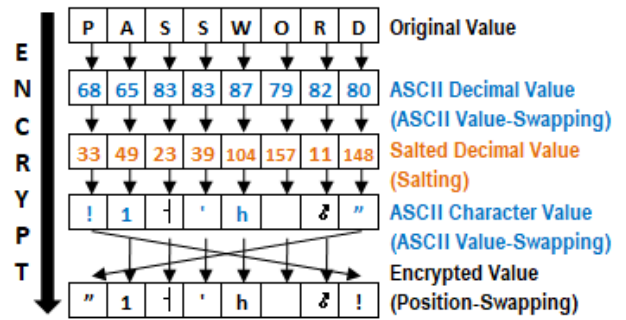 ENCRYPT
P A S S W O R D Original Value
68 65 83 83 87 79 82 80 ASCII Decimal Value
(ASCII Value-Swapping)
33 49 23 39 104 157 11 148 Salted Decimal Value
(Salting)
! 1 ┤ ' h ♂ " ASCII Character Value
(ASCII Value-Swapping)
Encrypted Value
" 1 ┤ ' h ♂ ! (Position-Swapping)